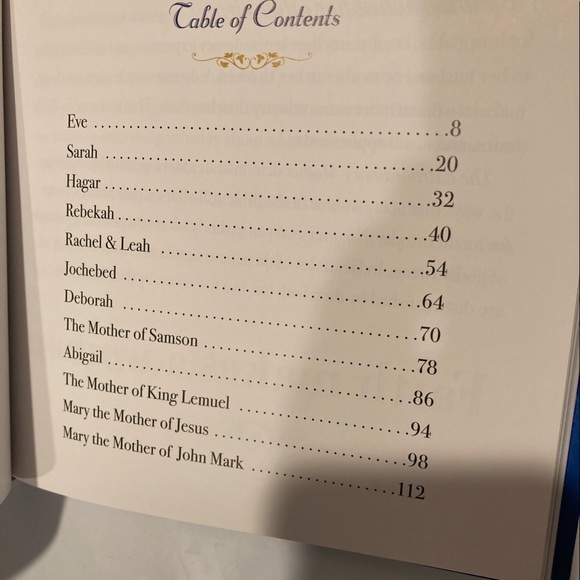 Table of Contents
Eve . . . . . . . . . . . . . . . . . . . . . . . . . . . . . . . . . . . . . . . . 8
Sarah . . . . . . . . . . . . . . . . . . . . . . . . . . . . . . . . . . . . . 20
Hagar . . . . . . . . . . . . . . . . . . . . . . . . . . . . . . . . . . . . . 32
Rebekah . . . . . . . . . . . . . . . . . . . . . . . . . . . . . . . . . . . 40
Rachel & Leah . . . . . . . . . . . . . . . . . . . . . . . . . . . . . . 54
Jochebed . . . . . . . . . . . . . . . . . . . . . . . . . . . . . . . . . . 64
Deborah . . . . . . . . . . . . . . . . . . . . . . . . . . . . . . . . . . 70
The Mother of Samson . . . . . . . . . . . . . . . . . . . . . . . . 78
Abigail . . . . . . . . . . . . . . . . . . . . . . . . . . . . . . . . . . . 86
The Mother of King Lemuel . . . . . . . . . . . . . . . . . . . 94
Mary the Mother of Jesus . . . . . . . . . . . . . . . . . . . . . 98
Mary the Mother of John Mark . . . . . . . . . . . . . . . . 112